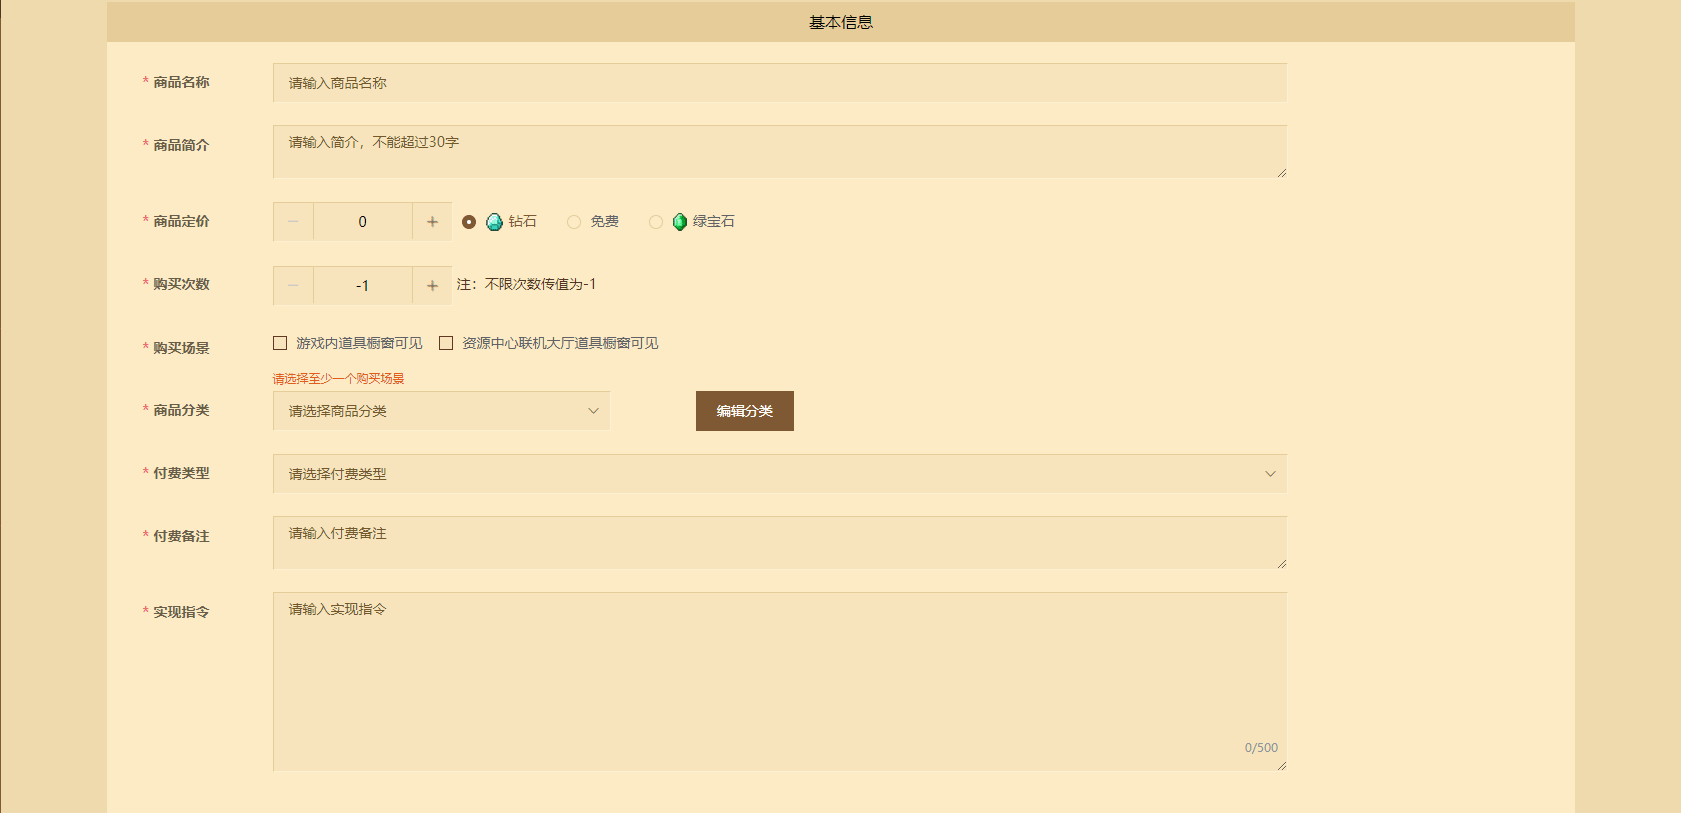 基本信息
* 商品名称 请输入商品名称
* 商品简介 请输入简介，不能超过30字
* 商品定价 0 钻石 免费 绿宝石
* 购买次数 -1 注：不限次数传值为-1
* 购买场景 游戏内道具橱窗可见 资源中心联机大厅道具橱窗可见
请选择至少一个购买场景
* 商品分类 请选择商品分类 编辑分类
* 付费类型 请选择付费类型
* 付费备注 请输入付费备注
* 实现指令 请输入实现指令
0/500